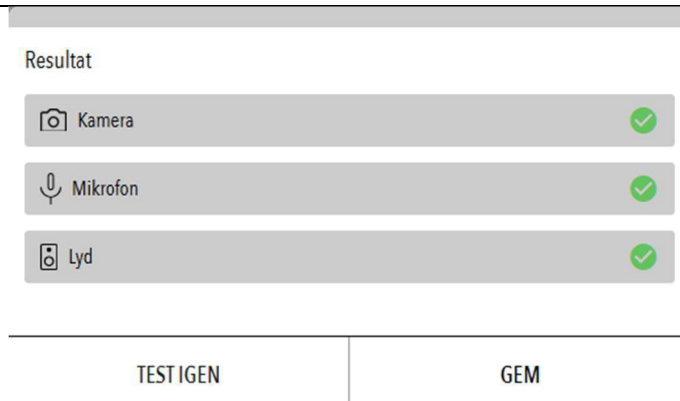 Resultat
Kamera
Mikrofon
Lyd
TEST IGEN
GEM